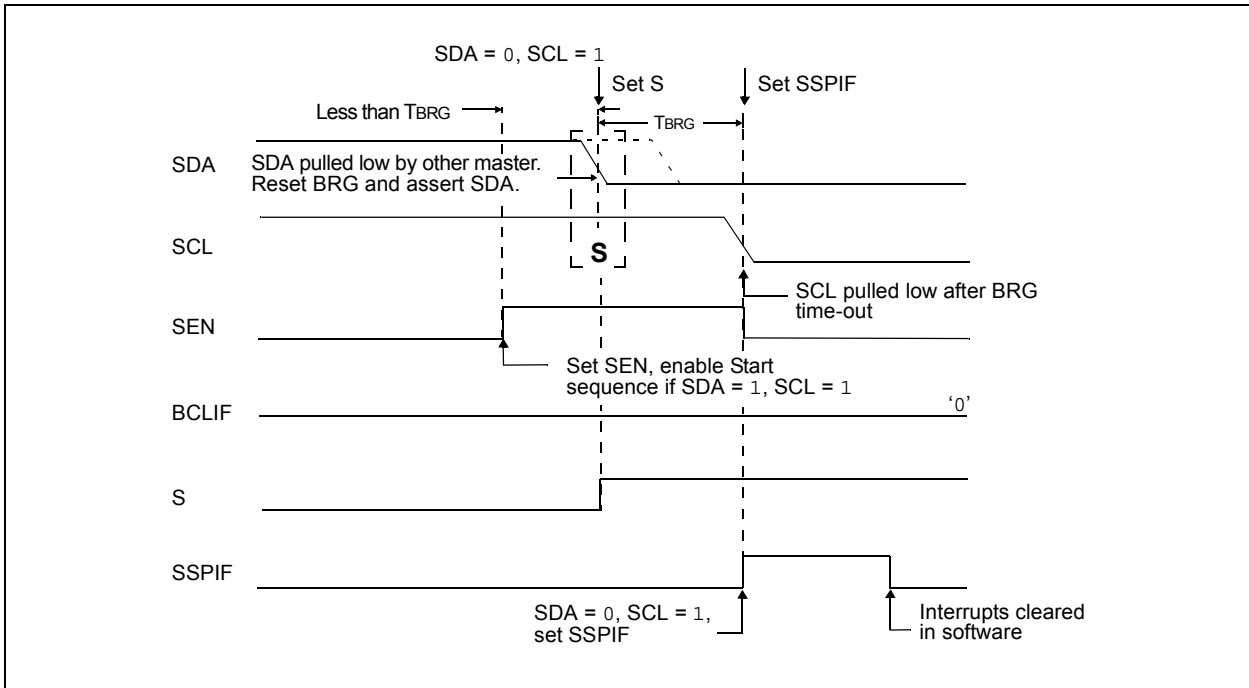 SDA = 0, SCL = 1
Set S
Set SSPIF
Less than TBRG
TBRG
SDA
SDA pulled low by other master.
Reset BRG and assert SDA.
SCL
S
SCL pulled low after BRG
time-out
SEN
Set SEN, enable Start
sequence if SDA = 1, SCL = 1
BCLIF
‘0’
S
SSPIF
SDA = 0, SCL = 1,
set SSPIF
Interrupts cleared
in software